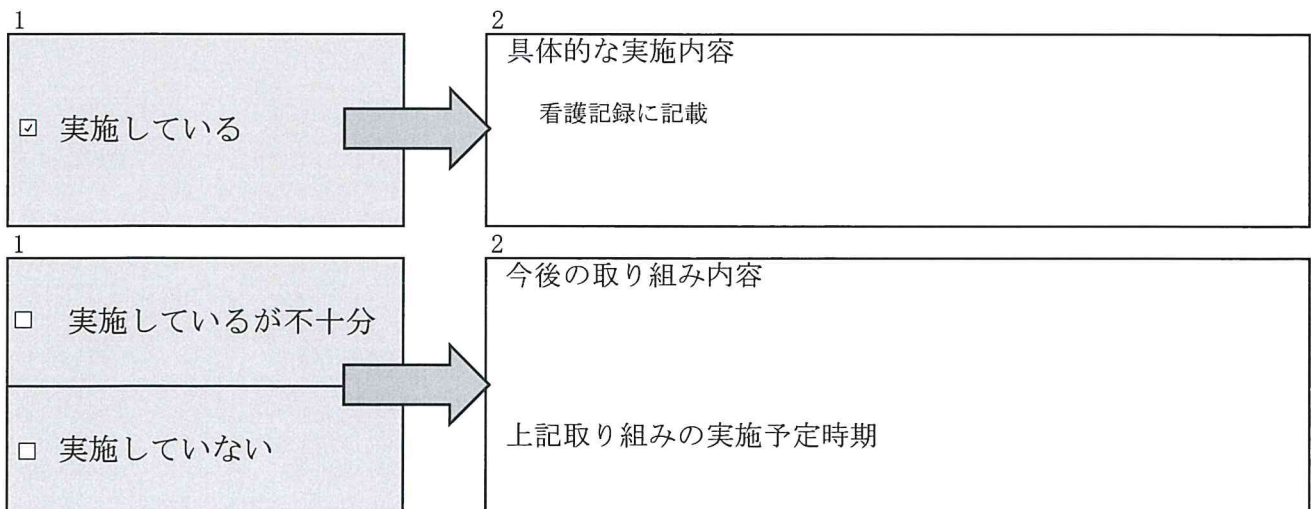 1
2
☑ 実施している
具体的な実施内容
看護記録に記載
1
2
□ 実施しているが不十分
□ 実施していない
今後の取り組み内容
上記取り組みの実施予定時期